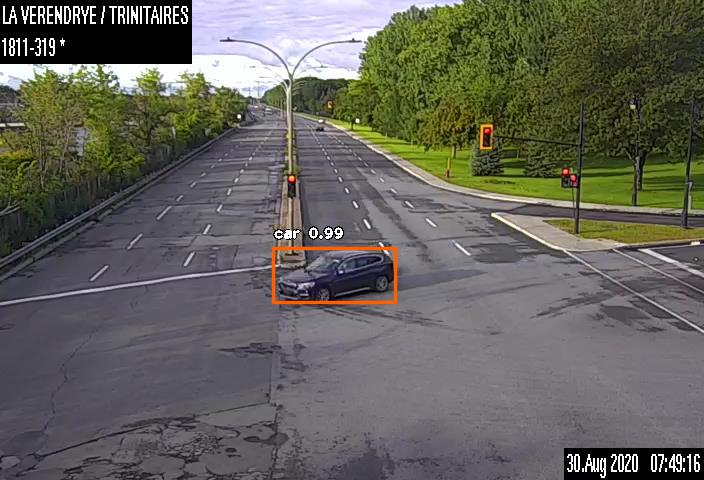 LA VERENDRYE / TRINITAIRES
1811-319 *
car 0.99
30.Aug 2020 07:49:16